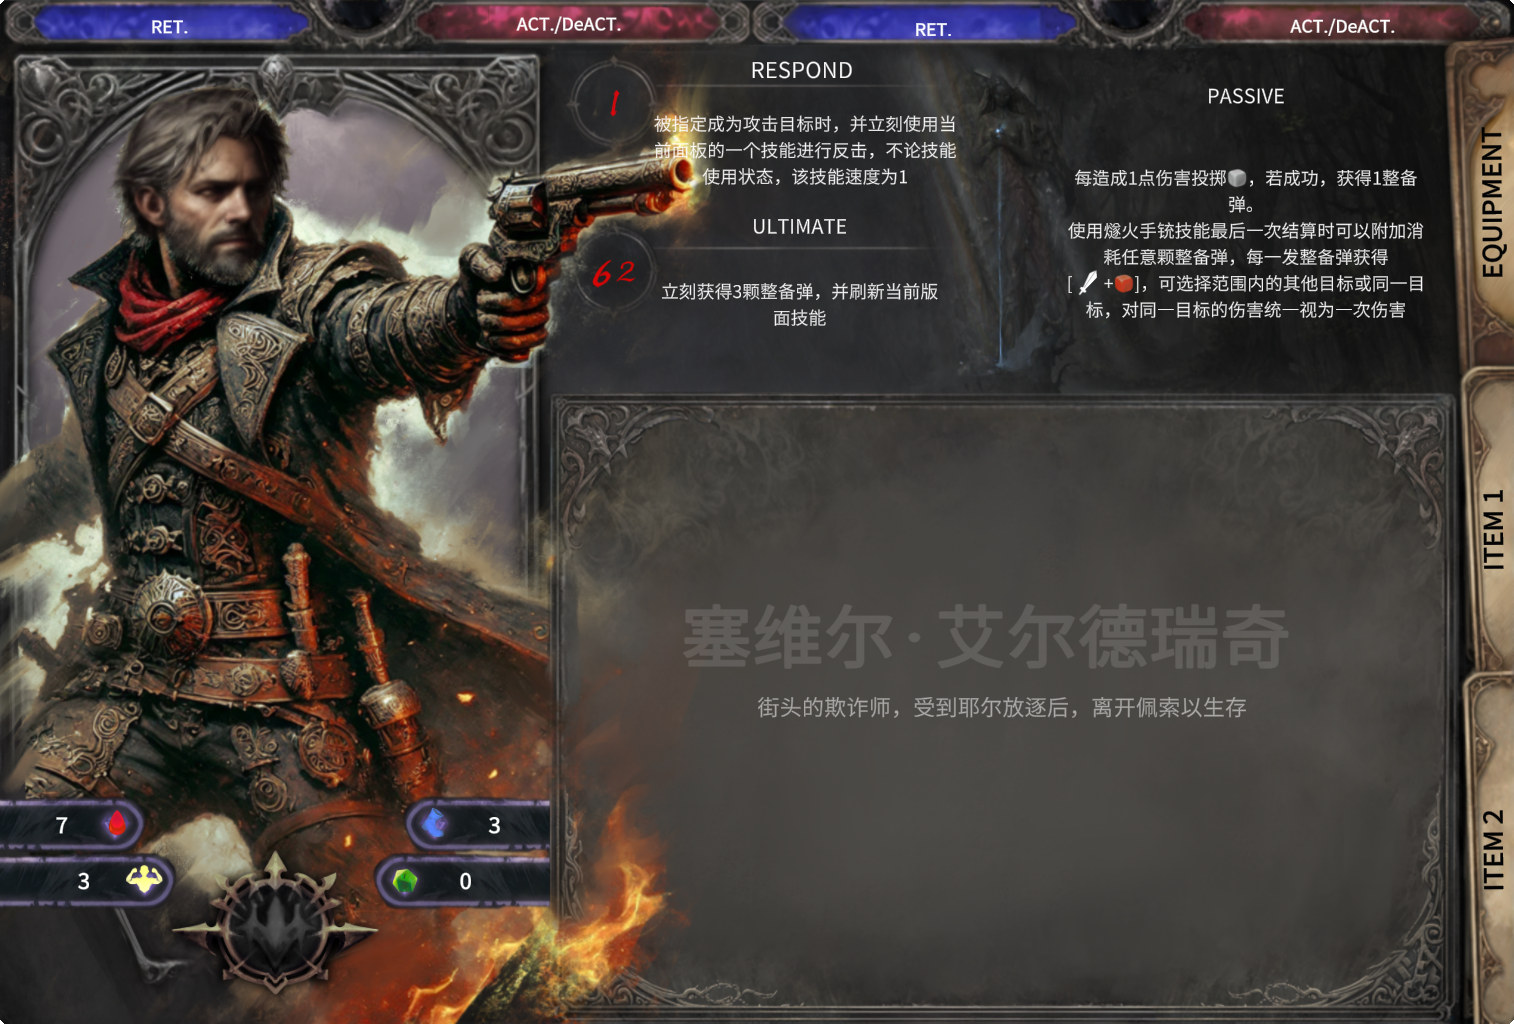 RET.
ACT./DeACT.
RET.
ACT./DeACT.
1
RESPOND
被指定成为攻击目标时，并立刻使用当
前面板的一个技能进行反击，不论技能
使用状态，该技能速度为1
62
ULTIMATE
立刻获得3颗整备弹，并刷新当前版
面技能
PASSIVE
每造成1点伤害投掷，若成功，获得1整备
弹。
使用燧火手铳技能最后一次结算时可以附加消
耗任意颗整备弹，每一发整备弹获得
[ + ]，可选择范围内的其他目标或同一目
标，对同一目标的伤害统一视为一次伤害
EQUIPMENT
ITEM 1
ITEM 2
塞维尔·艾尔德瑞奇
街头的欺诈师，受到耶尔放逐后，离开佩索以生存
7
3
3
0